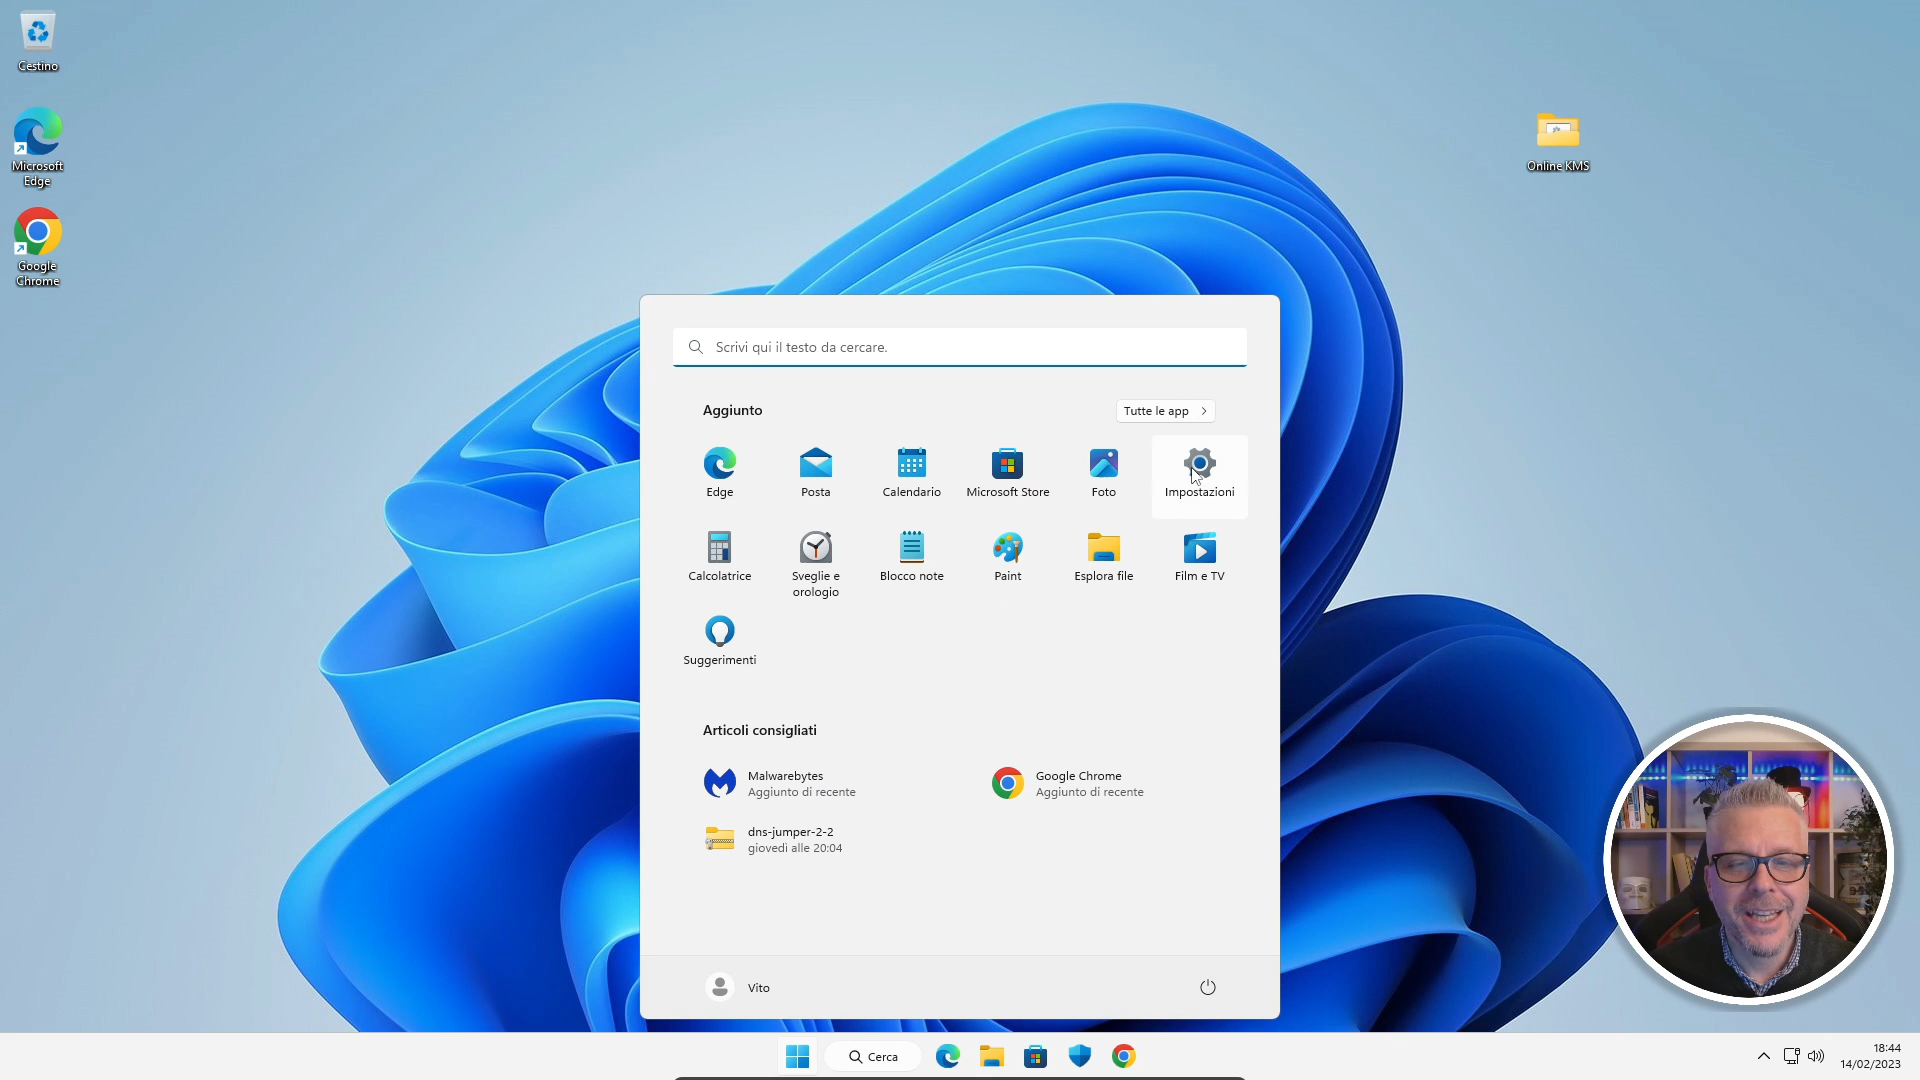 Cestino
Microsoft
Edge
Google
Chrome
Online KMS
Scrivi qui il testo da cercare.
Aggiunto
Tutte le app
Edge
Posta
Calendario
Microsoft Store
Foto
Impostazioni
Calcolatrice
Sveglie e
orologio
Blocco note
Paint
Esplora file
Film e TV
Suggerimenti
Articoli consigliati
Malwarebytes
Aggiunto di recente
Google Chrome
Aggiunto di recente
dns-jumper-2-2
giovedì alle 20:04
Vito
Cerca
18:44
14/02/2023